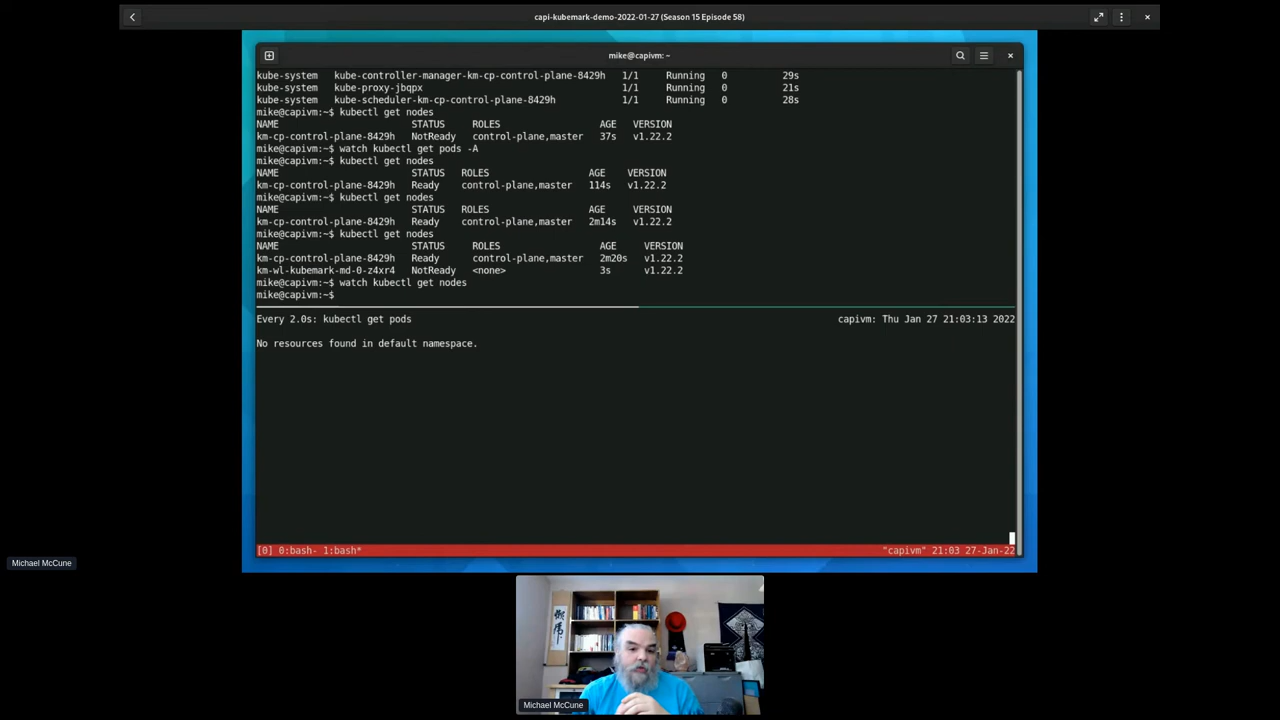 capi-kubemark-demo-2022-01-27 (Season 15 Episode 58)
mike@capivm: ~
kube-system kube-controller-manager-km-cp-control-plane-8429h 1/1 Running 0 29s
kube-system kube-proxy-jbqpx 1/1 Running 0 21s
kube-system kube-scheduler-km-cp-control-plane-8429h 1/1 Running 0 28s
mike@capivm:~$ kubectl get nodes
NAME STATUS ROLES AGE VERSION
km-cp-control-plane-8429h NotReady control-plane,master 37s v1.22.2
mike@capivm:~$ watch kubectl get pods -A
mike@capivm:~$ kubectl get nodes
NAME STATUS ROLES AGE VERSION
km-cp-control-plane-8429h Ready control-plane,master 114s v1.22.2
mike@capivm:~$ kubectl get nodes
NAME STATUS ROLES AGE VERSION
km-cp-control-plane-8429h Ready control-plane,master 2m14s v1.22.2
mike@capivm:~$ kubectl get nodes
NAME STATUS ROLES AGE VERSION
km-cp-control-plane-8429h Ready control-plane,master 2m20s v1.22.2
km-wl-kubemark-md-0-z4xr4 NotReady <none> 3s v1.22.2
mike@capivm:~$ watch kubectl get nodes
mike@capivm:~$
Every 2.0s: kubectl get pods capivm: Thu Jan 27 21:03:13 2022
No resources found in default namespace.
[0] 0:bash- 1:bash* "capivm" 21:03 27-Jan-22
Michael McCune
Michael McCune